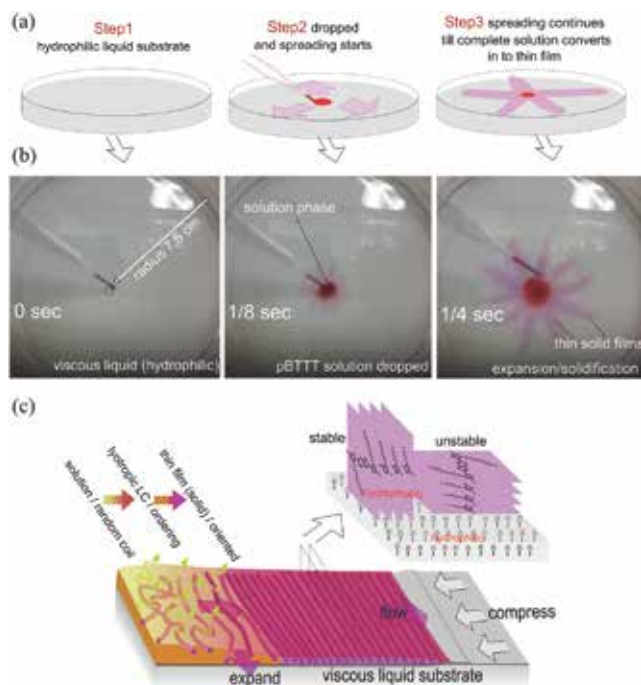 (a)
Step1
hydrophilic liquid substrate
Step2 dropped
and spreading starts
Step3 spreading continues
till complete solution converts
in to thin film
(b)
radius 7.5 cm
0 sec
viscous liquid (hydrophilic)
solution phase
1/8 sec
pBTTT solution dropped
1/4 sec
thin solid films
expansion/solidification
(c)
solution / random coil
lyotropic LC / ordering
thin film (solid) / oriented
stable
unstable
flow
compress
expand
viscous liquid substrate